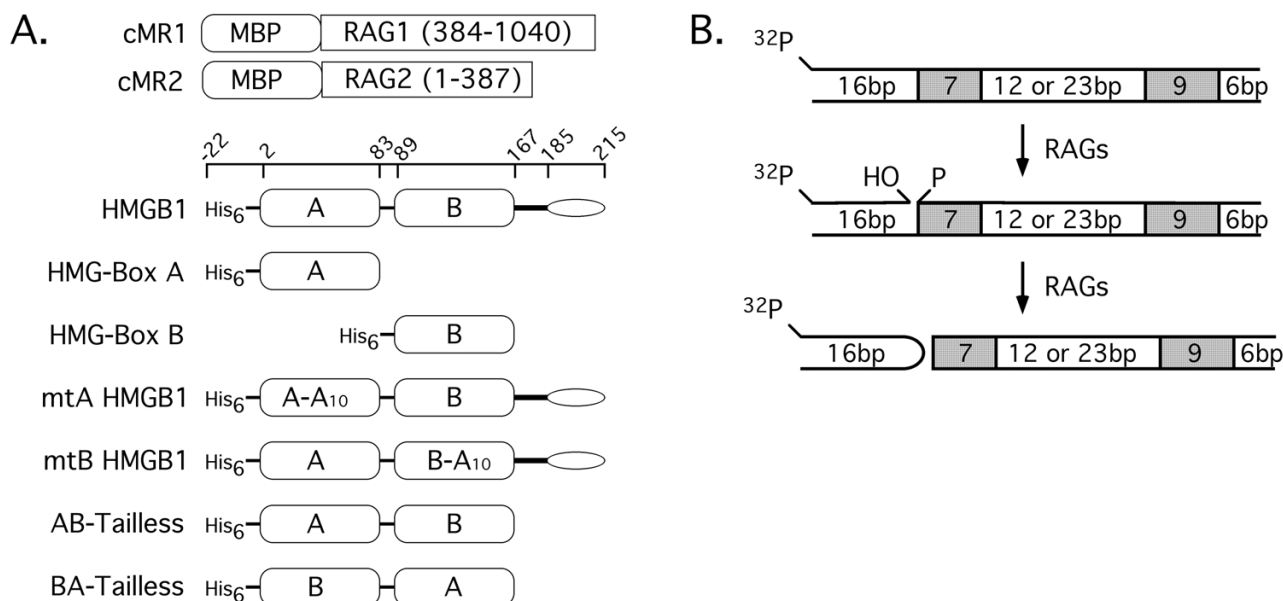 A.
cMR1 MBP RAG1 (384-1040)
cMR2 MBP RAG2 (1-387)
-22 2 83 89 167 185 215
HMGB1 His6 A B
HMG-Box A His6 A
HMG-Box B His6 B
mtA HMGB1 His6 A-A10 B
mtB HMGB1 His6 A B-A10
AB-Tailless His6 A B
BA-Tailless His6 B A
B.
32P
16bp 7 12 or 23bp 9 6bp
RAGs
32P HO P
16bp 7 12 or 23bp 9 6bp
RAGs
32P
16bp 7 12 or 23bp 9 6bp